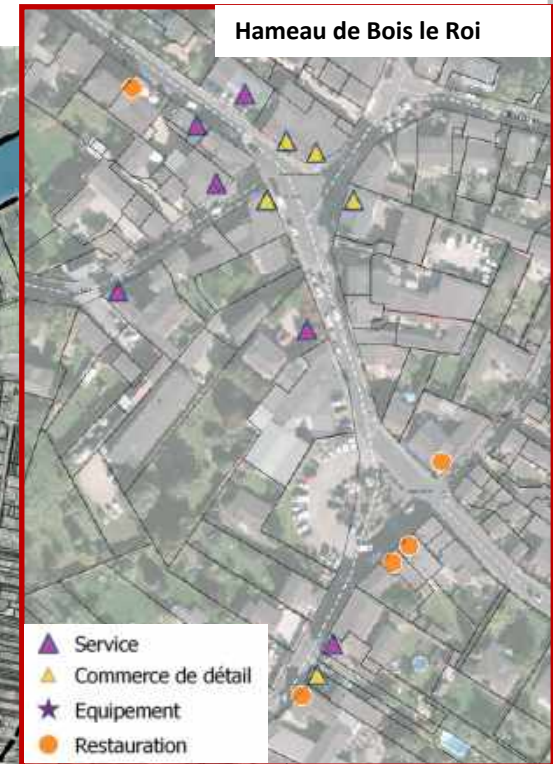 Hameau de Bois le Roi
Service
Commerce de détail
Equipement
Restauration